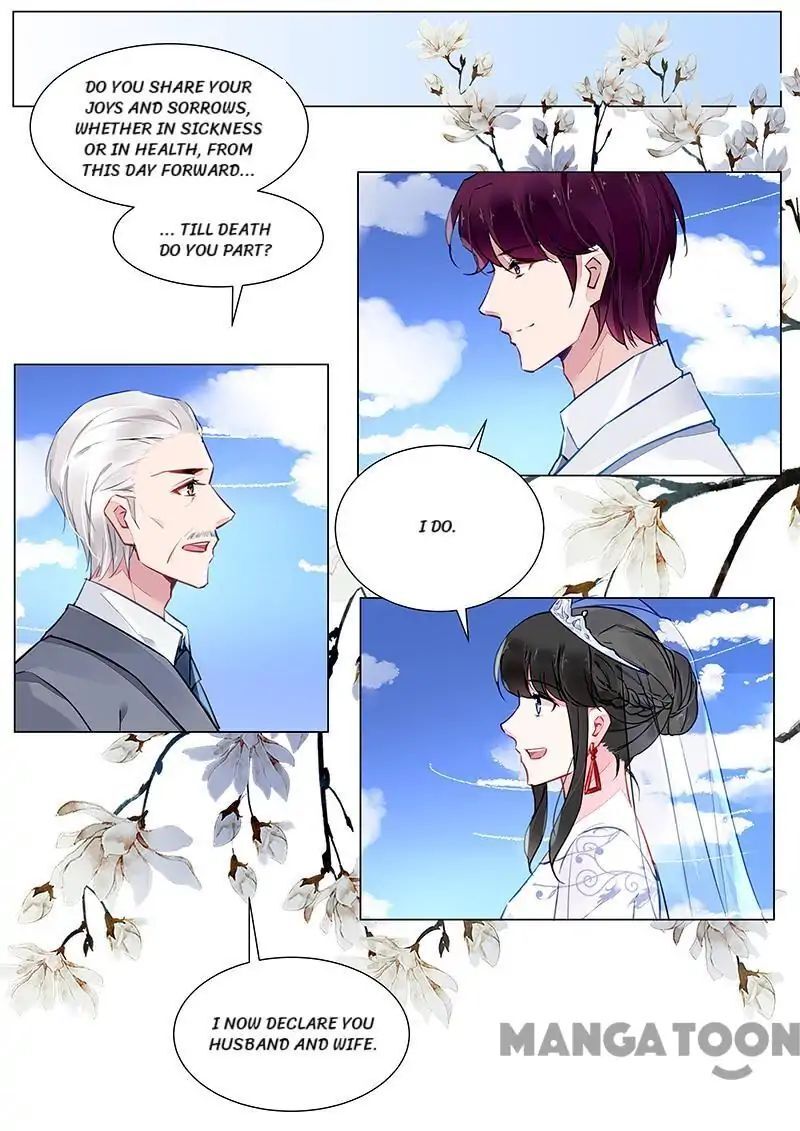 DO YOU SHARE YOUR
JOYS AND SORROWS,
WHETHER IN SICKNESS
OR IN HEALTH, FROM
THIS DAY FORWARD...
... TILL DEATH
DO YOU PART?
I DO.
I NOW DECLARE YOU
HUSBAND AND WIFE.
MANGATOON